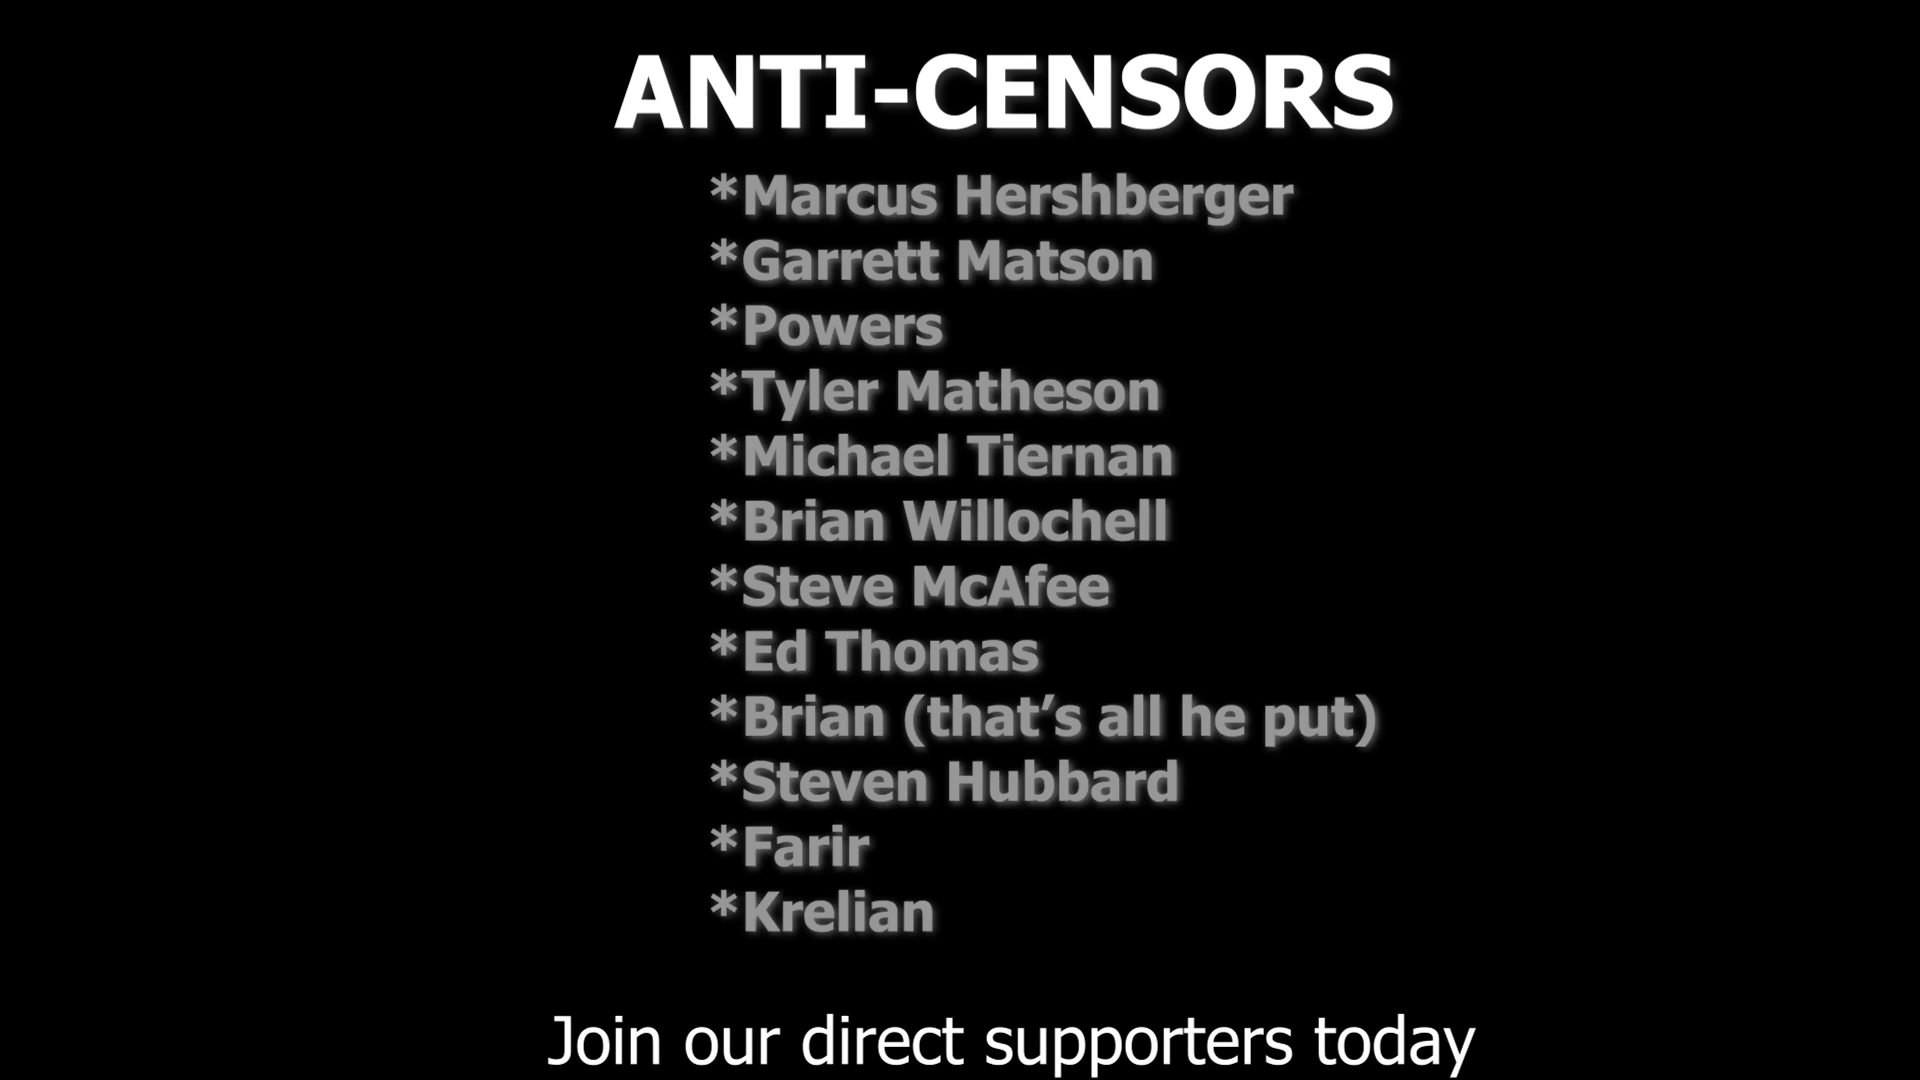 ANTI-CENSORS
*Marcus Hershberger
*Garrett Matson
*Powers
*Tyler Matheson
*Michael Tiernan
*Brian Willochell
*Steve McAfee
*Ed Thomas
*Brian (that’s all he put)
*Steven Hubbard
*Farir
*Krelian
Join our direct supporters today